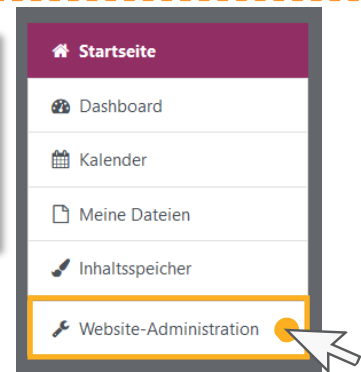 Startseite
Dashboard
Kalender
Meine Dateien
Inhaltsspeicher
Website-Administration